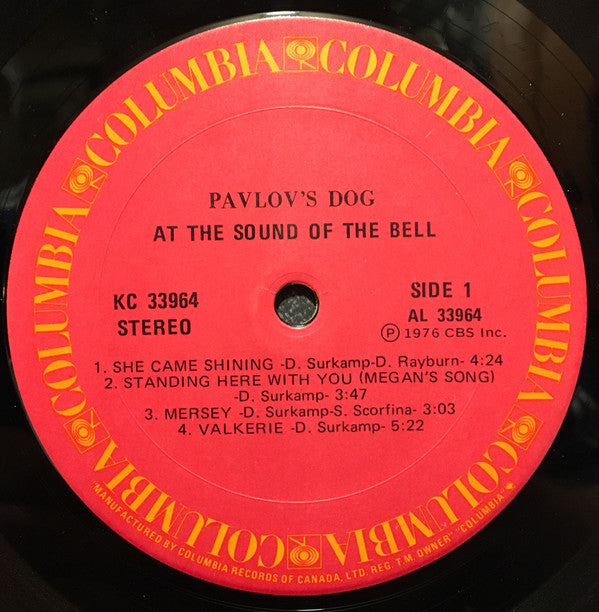 COLUMBIA COLUMBIA COLUMBIA COLUMBIA COLUMBIA COLUMBIA
PAVLOV'S DOG
AT THE SOUND OF THE BELL
KC 33964
STEREO
SIDE 1
AL 33964
Ⓟ 1976 CBS Inc.
1. SHE CAME SHINING -D. Surkamp-D. Rayburn- 4:24
2. STANDING HERE WITH YOU (MEGAN'S SONG)
-D. Surkamp- 3:47
3. MERSEY -D. Surkamp-S. Scorfina- 3:03
4. VALKERIE -D. Surkamp- 5:22
"MANUFACTURED BY COLUMBIA RECORDS OF CANADA, LTD. REG. T.M. OWNER" "COLUMBIA"